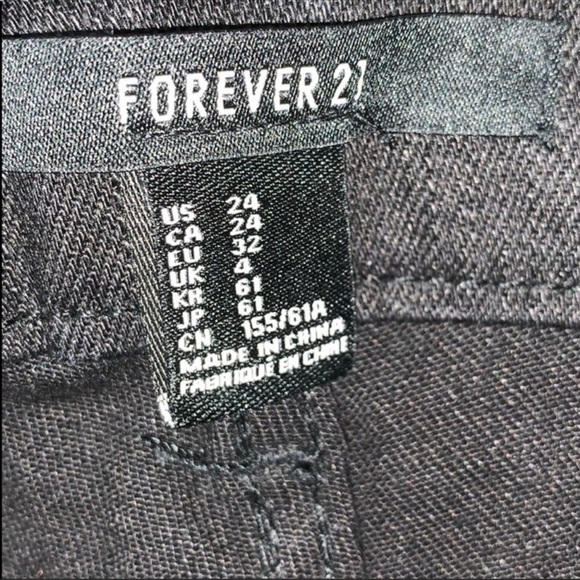 FOREVER 21
US 24
CA 24
EU 32
UK 4
KR 61
JP 61
CN 155/61A
MADE IN CHINA
FABRIQUE EN CHINE